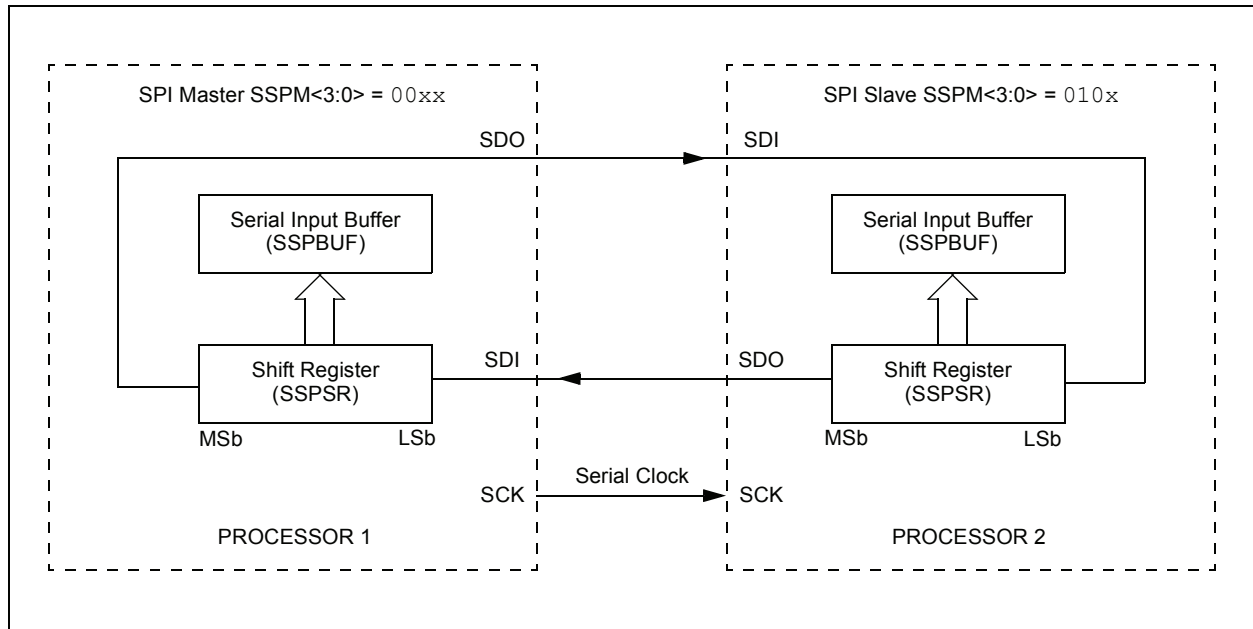 SPI Master SSPM<3:0> = 00xx
SDO
Serial Input Buffer
(SSPBUF)
Shift Register
(SSPSR)
MSb
LSb
SDI
SCK
PROCESSOR 1
Serial Clock
SPI Slave SSPM<3:0> = 010x
SDI
Serial Input Buffer
(SSPBUF)
SDO
Shift Register
(SSPSR)
MSb
LSb
SCK
PROCESSOR 2